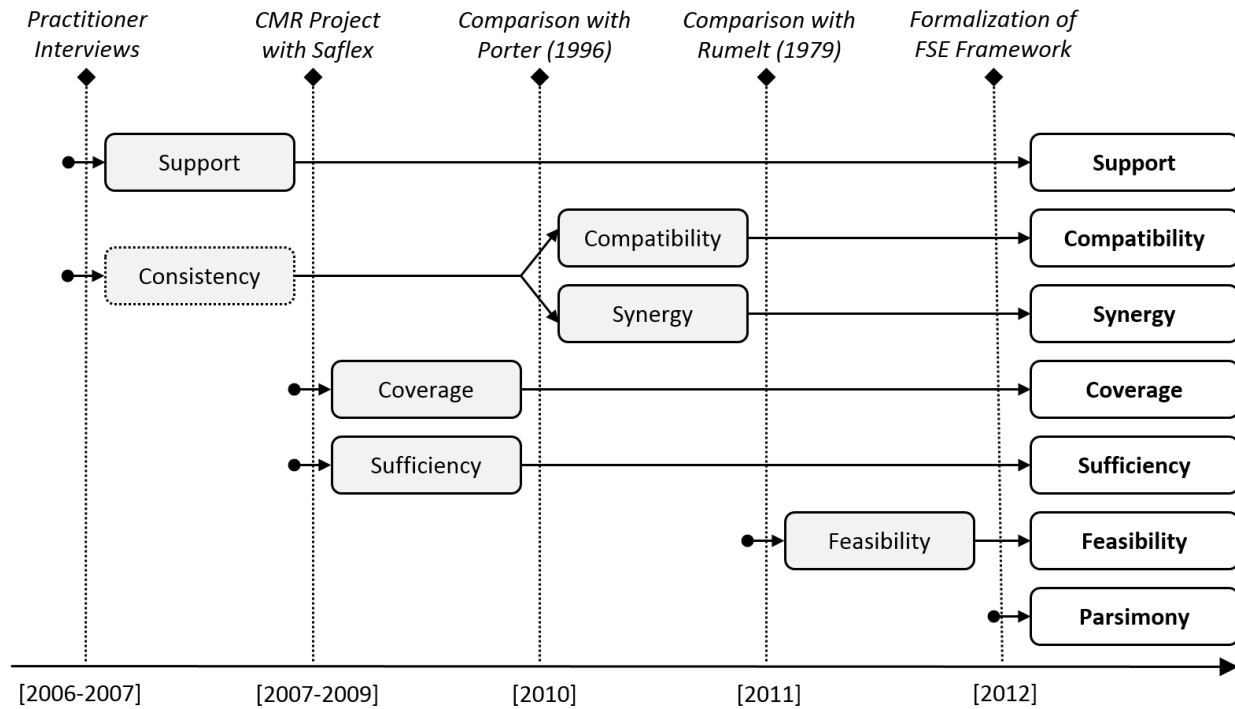 Practitioner
Interviews
CMR Project
with Saflex
Comparison with
Porter (1996)
Comparison with
Rumelt (1979)
Formalization of
FSE Framework
Support
Support
Compatibility
Compatibility
Consistency
Synergy
Synergy
Coverage
Coverage
Sufficiency
Sufficiency
Feasibility
Feasibility
Parsimony
[2006-2007]
[2007-2009]
[2010]
[2011]
[2012]